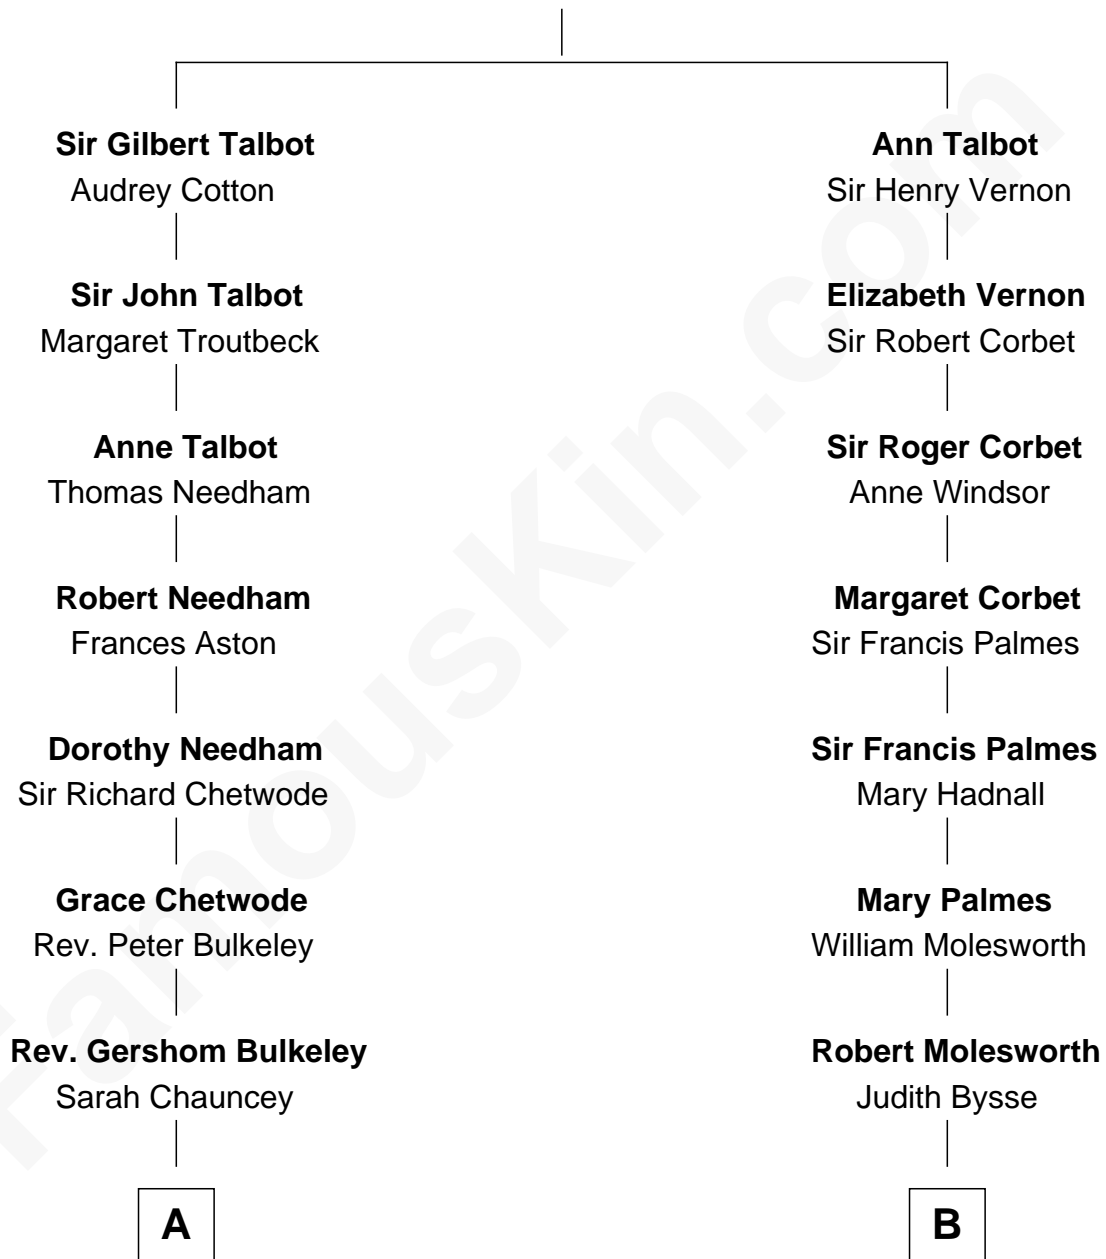 Sir Gilbert Talbot
Audrey Cotton
Sir John Talbot
Margaret Troutbeck
Anne Talbot
Thomas Needham
Robert Needham
Frances Aston
Dorothy Needham
Sir Richard Chetwode
Grace Chetwode
Rev. Peter Bulkeley
Rev. Gershom Bulkeley
Sarah Chauncey
A
Ann Talbot
Sir Henry Vernon
Elizabeth Vernon
Sir Robert Corbet
Sir Roger Corbet
Anne Windsor
Margaret Corbet
Sir Francis Palmes
Sir Francis Palmes
Mary Hadnall
Mary Palmes
William Molesworth
Robert Molesworth
Judith Bysse
B
FamousKin.com